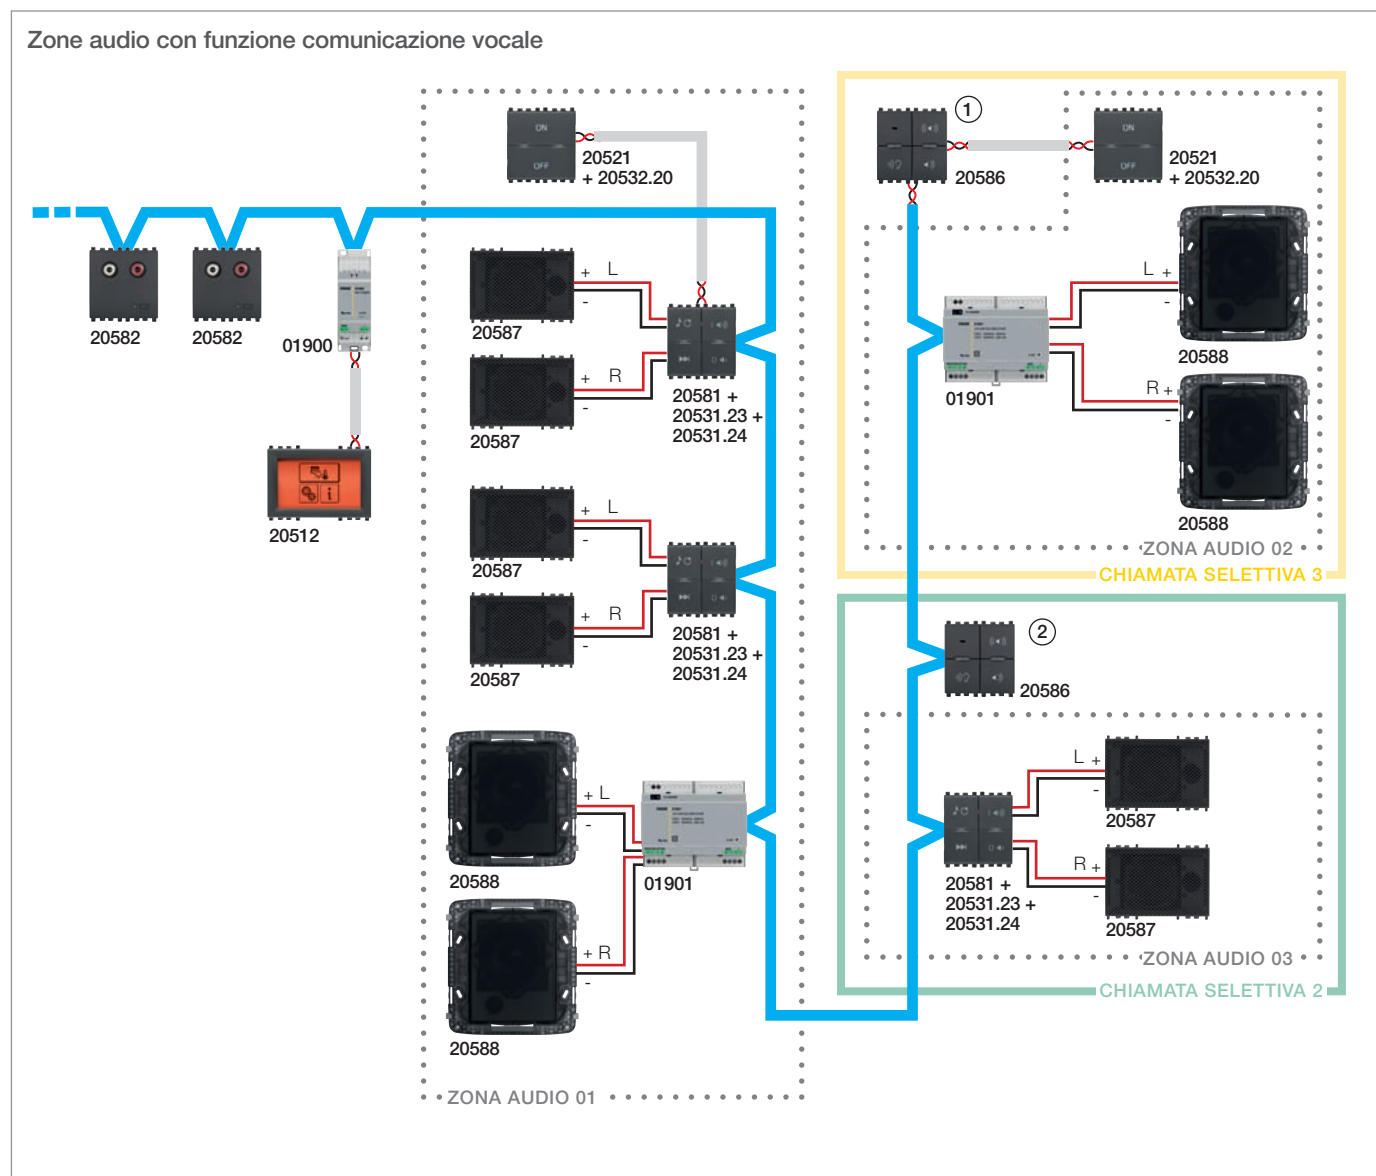 Zone audio con funzione comunicazione vocale
20582
20582
01900
20512
ON
OFF
20521
+ 20532.20
+ L
-
20587
+ R
-
20587
20581 +
20531.23 +
20531.24
+ L
-
20587
+ R
-
20587
20581 +
20531.23 +
20531.24
+ L
-
20588
+ R
-
20588
01901
ZONA AUDIO 01
1
20586
ON
OFF
20521
+ 20532.20
01901
L +
-
20588
R +
-
20588
ZONA AUDIO 02
CHIAMATA SELETTIVA 3
2
20586
20581 +
20531.23 +
20531.24
L +
-
20587
R +
-
20587
ZONA AUDIO 03
CHIAMATA SELETTIVA 2